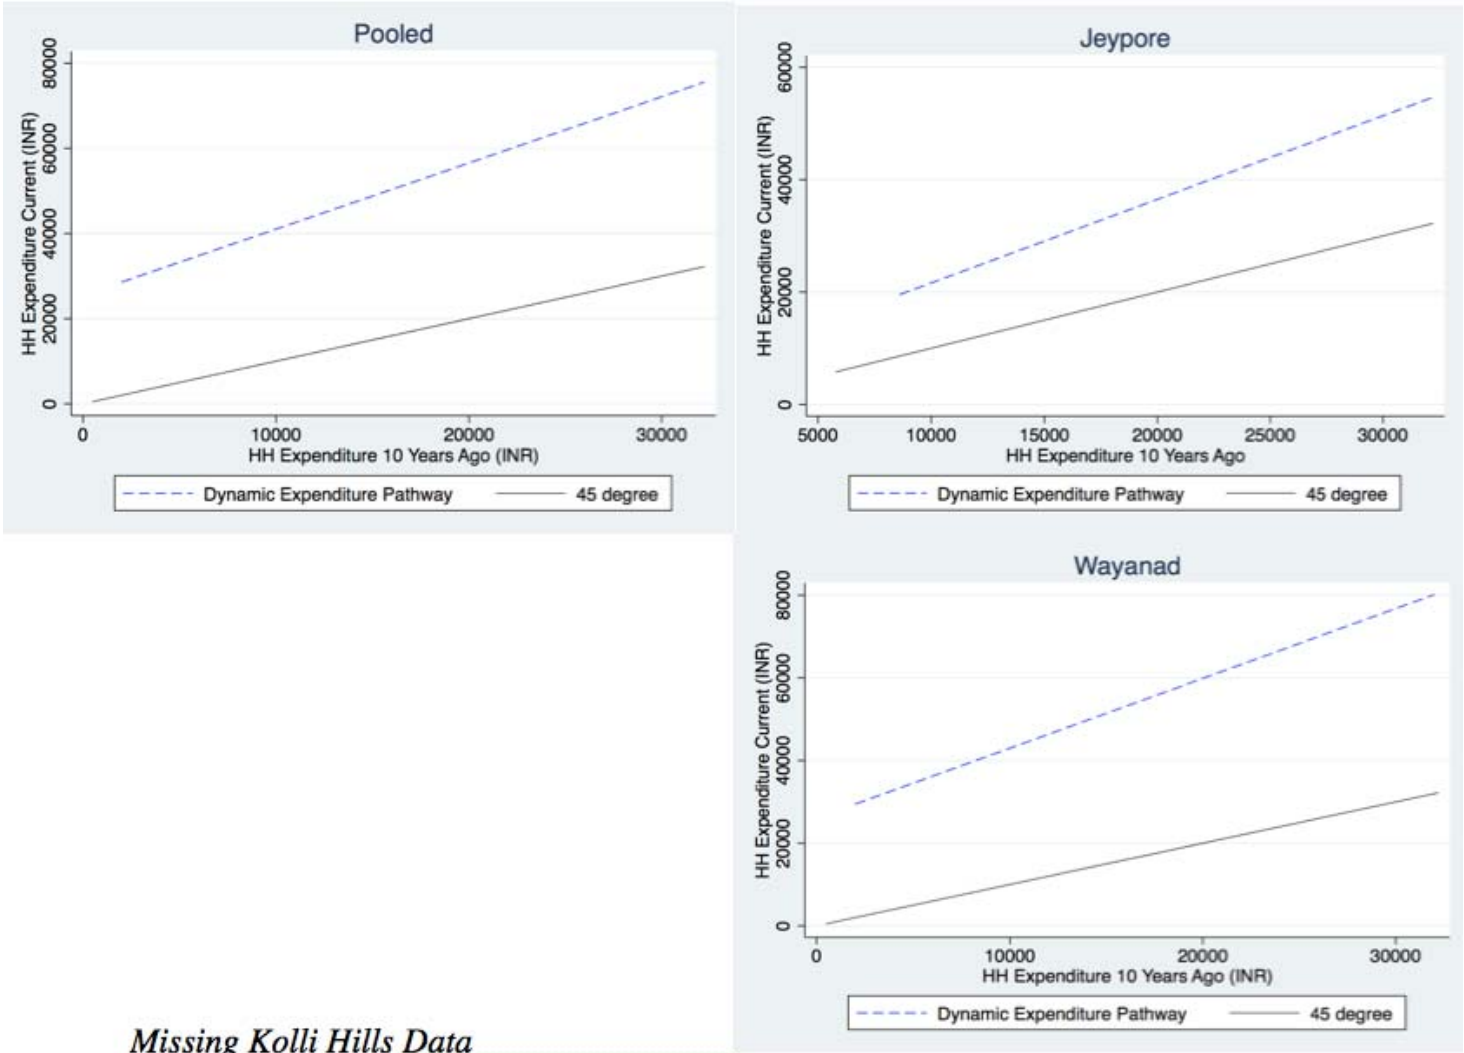 Pooled
80000
60000
40000
20000
0
HH Expenditure Current (INR)
0 10000 20000 30000
HH Expenditure 10 Years Ago (INR)
Dynamic Expenditure Pathway 45 degree
Jeypore
60000
40000
20000
0
HH Expenditure Current (INR)
5000 10000 15000 20000 25000 30000
HH Expenditure 10 Years Ago
Dynamic Expenditure Pathway 45 degree
Wayanad
80000
60000
40000
20000
0
HH Expenditure Current (INR)
0 10000 20000 30000
HH Expenditure 10 Years Ago (INR)
Dynamic Expenditure Pathway 45 degree
Missing Kolli Hills Data